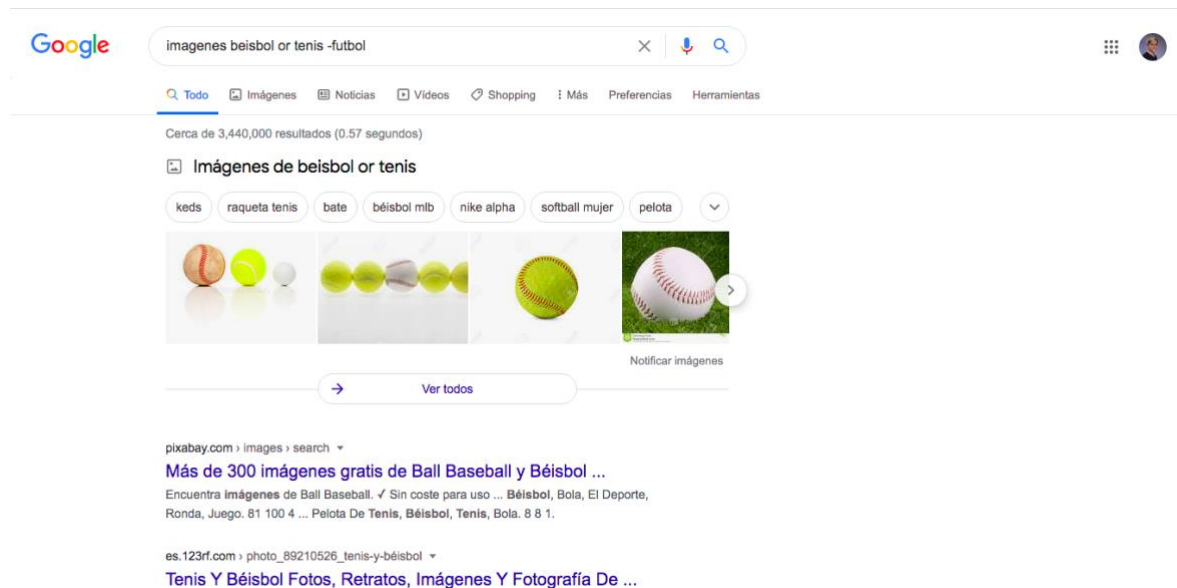 Google
imagenes beisbol or tenis -futbol
Todo Imágenes Noticias Vídeos Shopping Más Preferencias Herramientas
Cerca de 3,440,000 resultados (0.57 segundos)
Imágenes de beisbol or tenis
keds raqueta tenis bate béisbol mlb nike alpha softball mujer pelota
Notificar imágenes
Ver todos
pixabay.com › images › search
Más de 300 imágenes gratis de Ball Baseball y Béisbol ...
Encuentra imágenes de Ball Baseball. ✓ Sin coste para uso ... Béisbol, Bola, El Deporte,
Ronda, Juego. 81 100 4 ... Pelota De Tenis, Béisbol, Tenis, Bola. 8 8 1.
es.123rf.com › photo_89210526_tenis-y-béisbol
Tenis Y Béisbol Fotos, Retratos, Imágenes Y Fotografía De ...